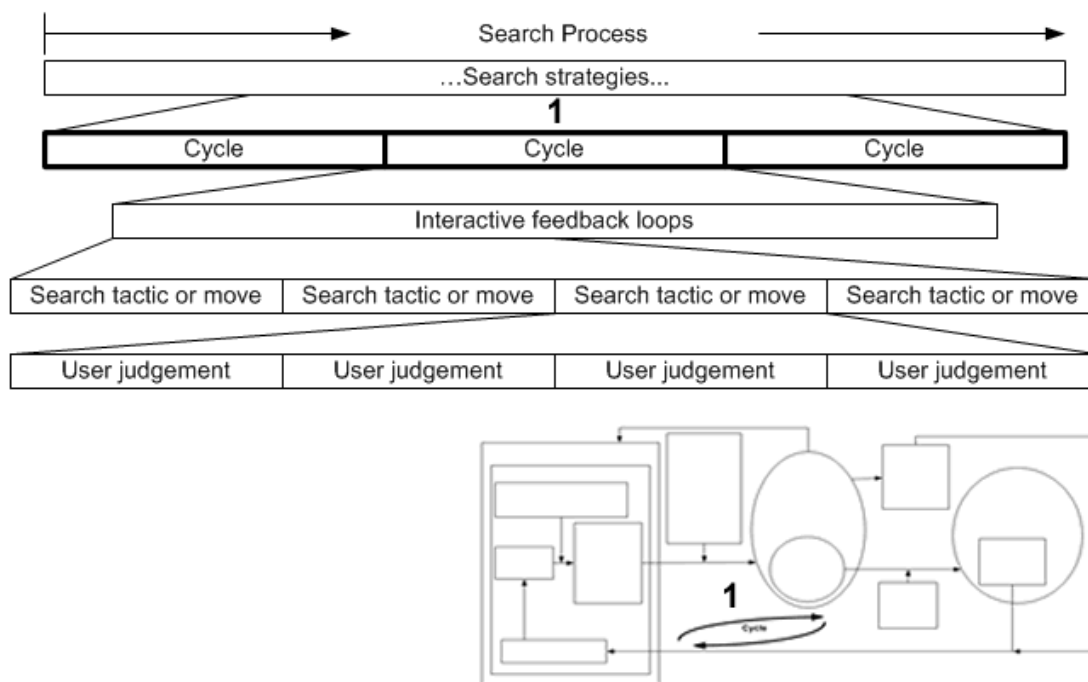 Search Process
...Search strategies...
1
Cycle Cycle Cycle
Interactive feedback loops
Search tactic or move Search tactic or move Search tactic or move Search tactic or move
User judgement User judgement User judgement User judgement
1
Cycle